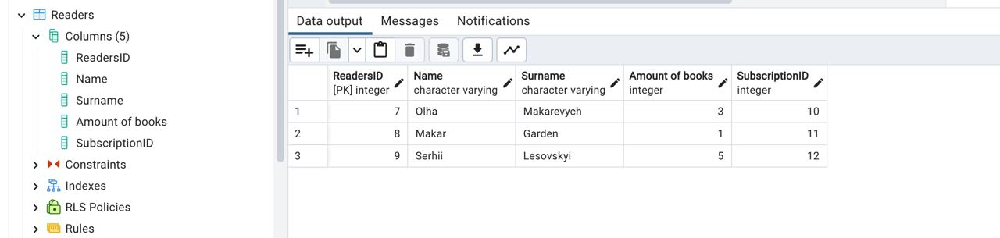 Readers
Columns (5)
ReadersID
Name
Surname
Amount of books
SubscriptionID
Constraints
Indexes
RLS Policies
Rules
Data output Messages Notifications
ReadersID Name Surname Amount of books SubscriptionID
[PK] integer character varying character varying integer integer
1 7 Olha Makarevych 3 10
2 8 Makar Garden 1 11
3 9 Serhii Lesovskyi 5 12